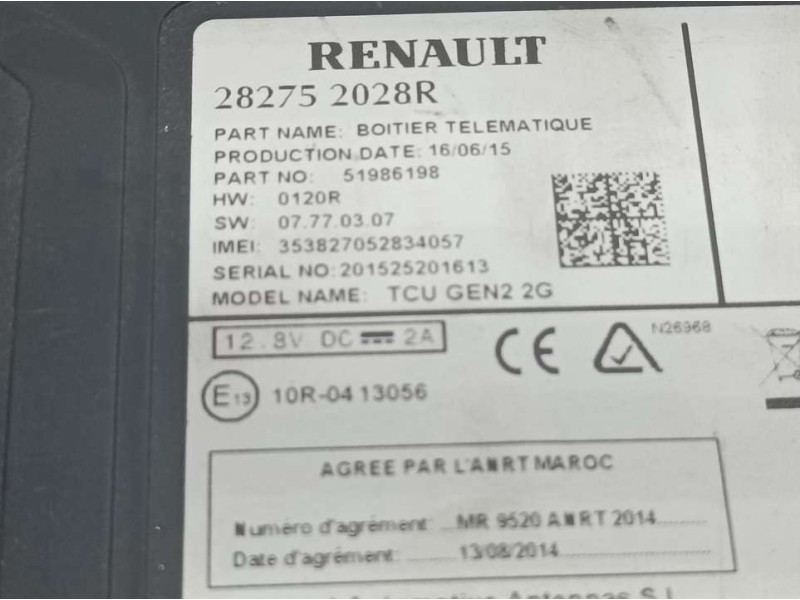 RENAULT
28275 2028R
PART NAME: BOITIER TELEMATIQUE
PRODUCTION DATE: 16/06/15
PART NO: 51986198
HW: 0120R
SW: 07.77.03.07
IMEI: 353827052834057
SERIAL NO: 201525201613
MODEL NAME: TCU GEN2 2G
12.8V DC 2A
CE
N26968
E13 10R-04 13056
AGREE PAR L'ANRT MAROC
Numéro d'agrément: MR 9520 ANRT 2014
Date d'agrément: 13/08/2014
Automotive Antennas S.L